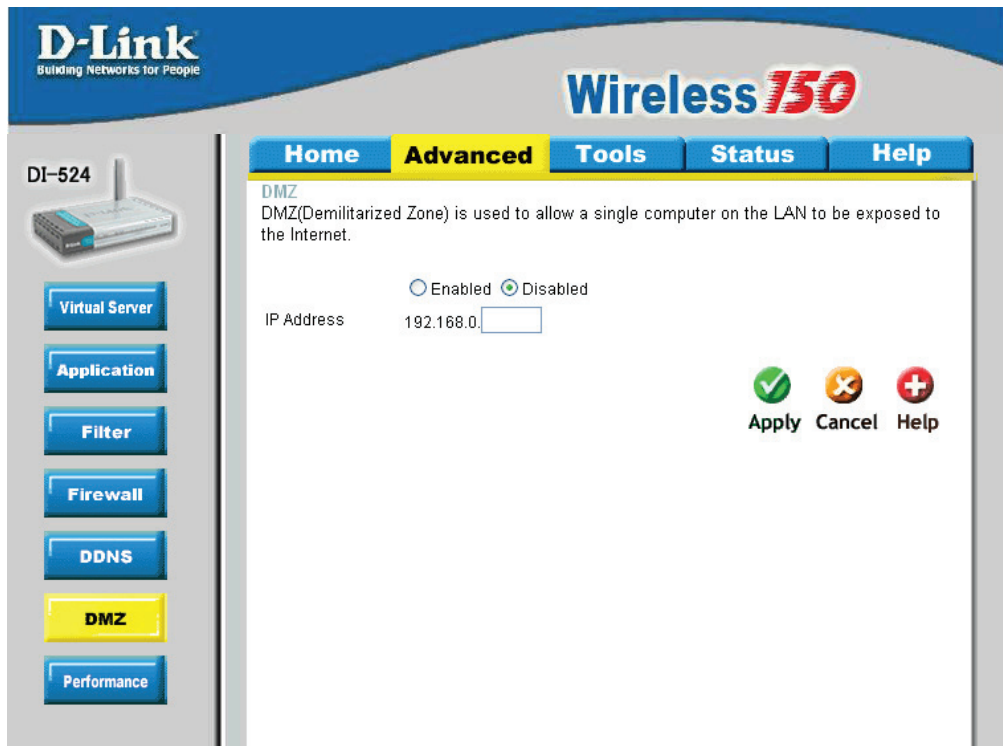 D-Link
Building Networks for People
Wireless 150
DI-524
Home
Advanced
Tools
Status
Help
DMZ
DMZ(Demilitarized Zone) is used to allow a single computer on the LAN to be exposed to
the Internet.
Enabled
Disabled
IP Address
192.168.0.
Apply
Cancel
Help
Virtual Server
Application
Filter
Firewall
DDNS
DMZ
Performance